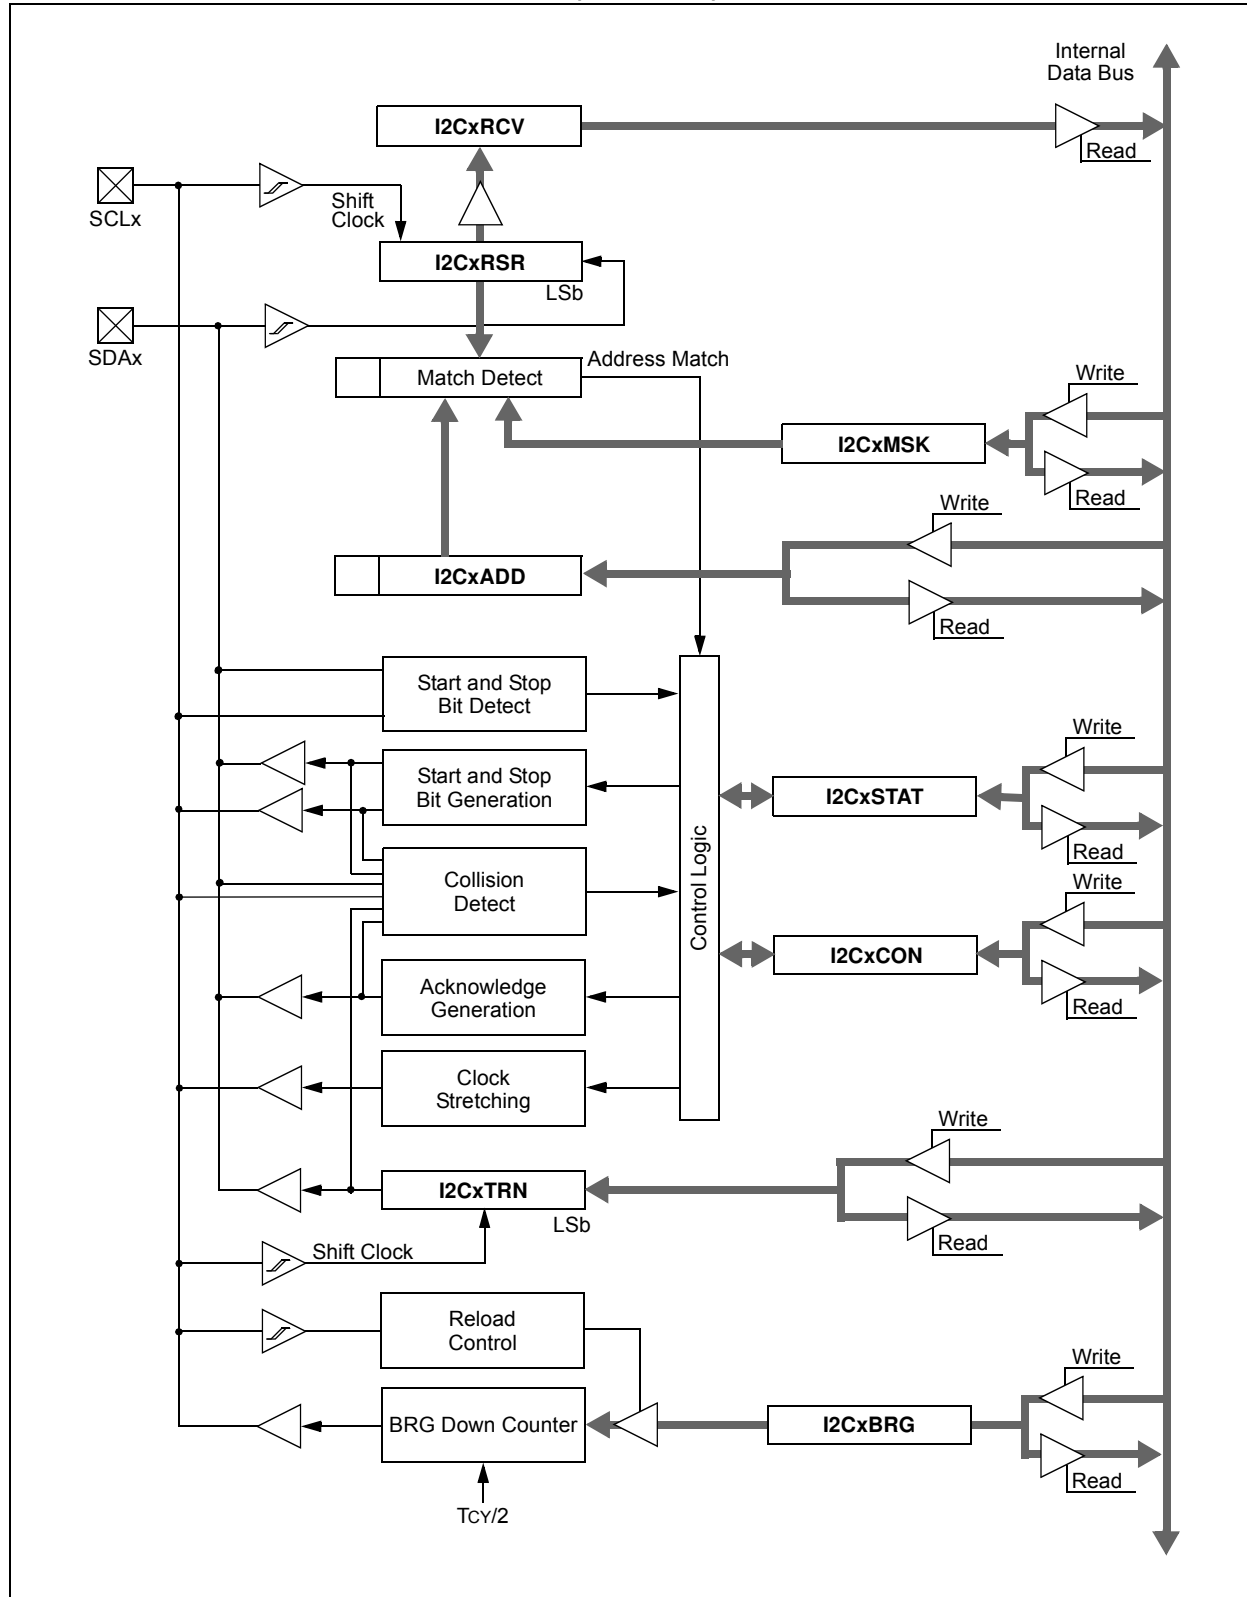 Internal
Data Bus
I2CxRCV
Read
SCLx
Shift
Clock
I2CxRSR
LSb
SDAx
Address Match
Match Detect
Write
I2CxMSK
Read
Write
I2CxADD
Read
Start and Stop
Bit Detect
Write
Start and Stop
Bit Generation
I2CxSTAT
Read
Control Logic
Collision
Detect
Write
I2CxCON
Read
Acknowledge
Generation
Clock
Stretching
Write
I2CxTRN
LSb
Read
Shift Clock
Reload
Control
Write
BRG Down Counter
I2CxBRG
Read
TCY/2